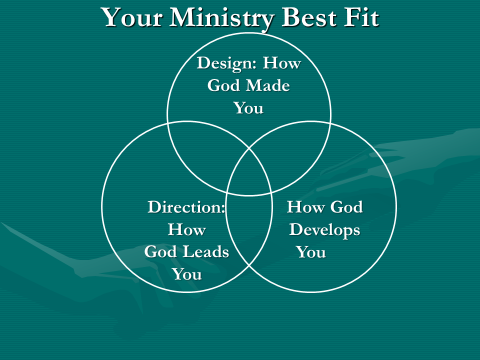 Your Ministry Best Fit
Design: How
God Made
You
Direction:
How
God Leads
You
How God
Develops
You